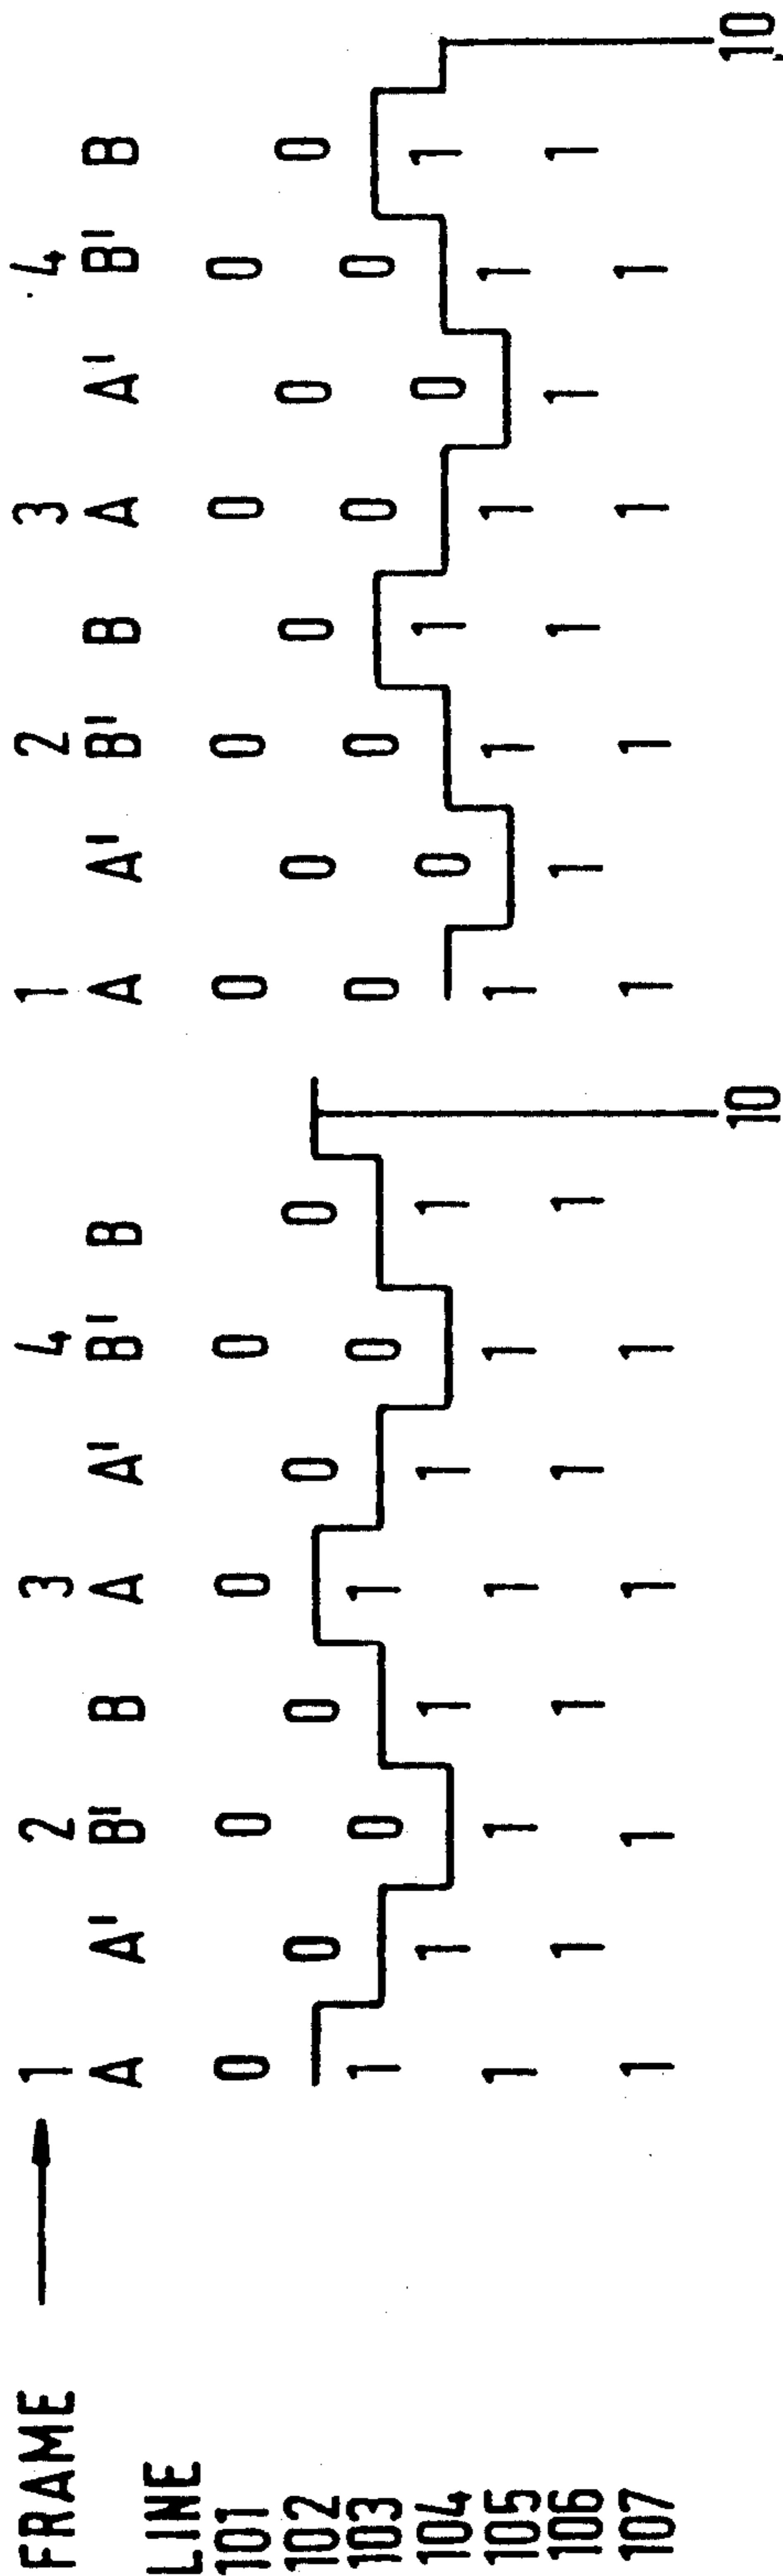 FRAME → 1 2 3 4 1 2 3 4
A A' B' B A A' B' B A A' B' B A A' B' B
LINE
101 0 0 0 0 0 0 0 0
102 0 0 0 0 0 0 0 0
103 1 0 1 0 0 0 0 0
104 1 1 1 1 0 1 0 1
105 1 1 1 1 1 1 1 1
106 1 1 1 1 1 1 1 1
107 1 1 1 1 1 1 1 1
10 10